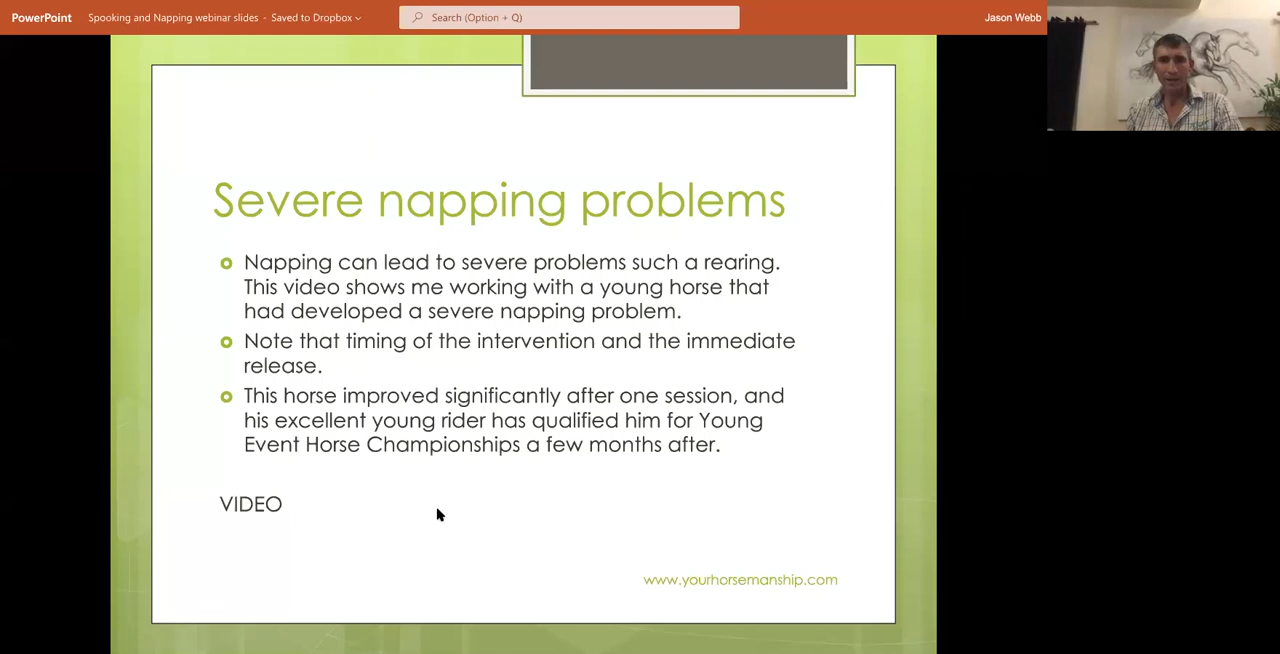 PowerPoint Spooking and Napping webinar slides - Saved to Dropbox Search (Option + Q) Jason Webb
Severe napping problems
Napping can lead to severe problems such a rearing.
This video shows me working with a young horse that
had developed a severe napping problem.
Note that timing of the intervention and the immediate
release.
This horse improved significantly after one session, and
his excellent young rider has qualified him for Young
Event Horse Championships a few months after.
VIDEO
www.yourhorsemanship.com